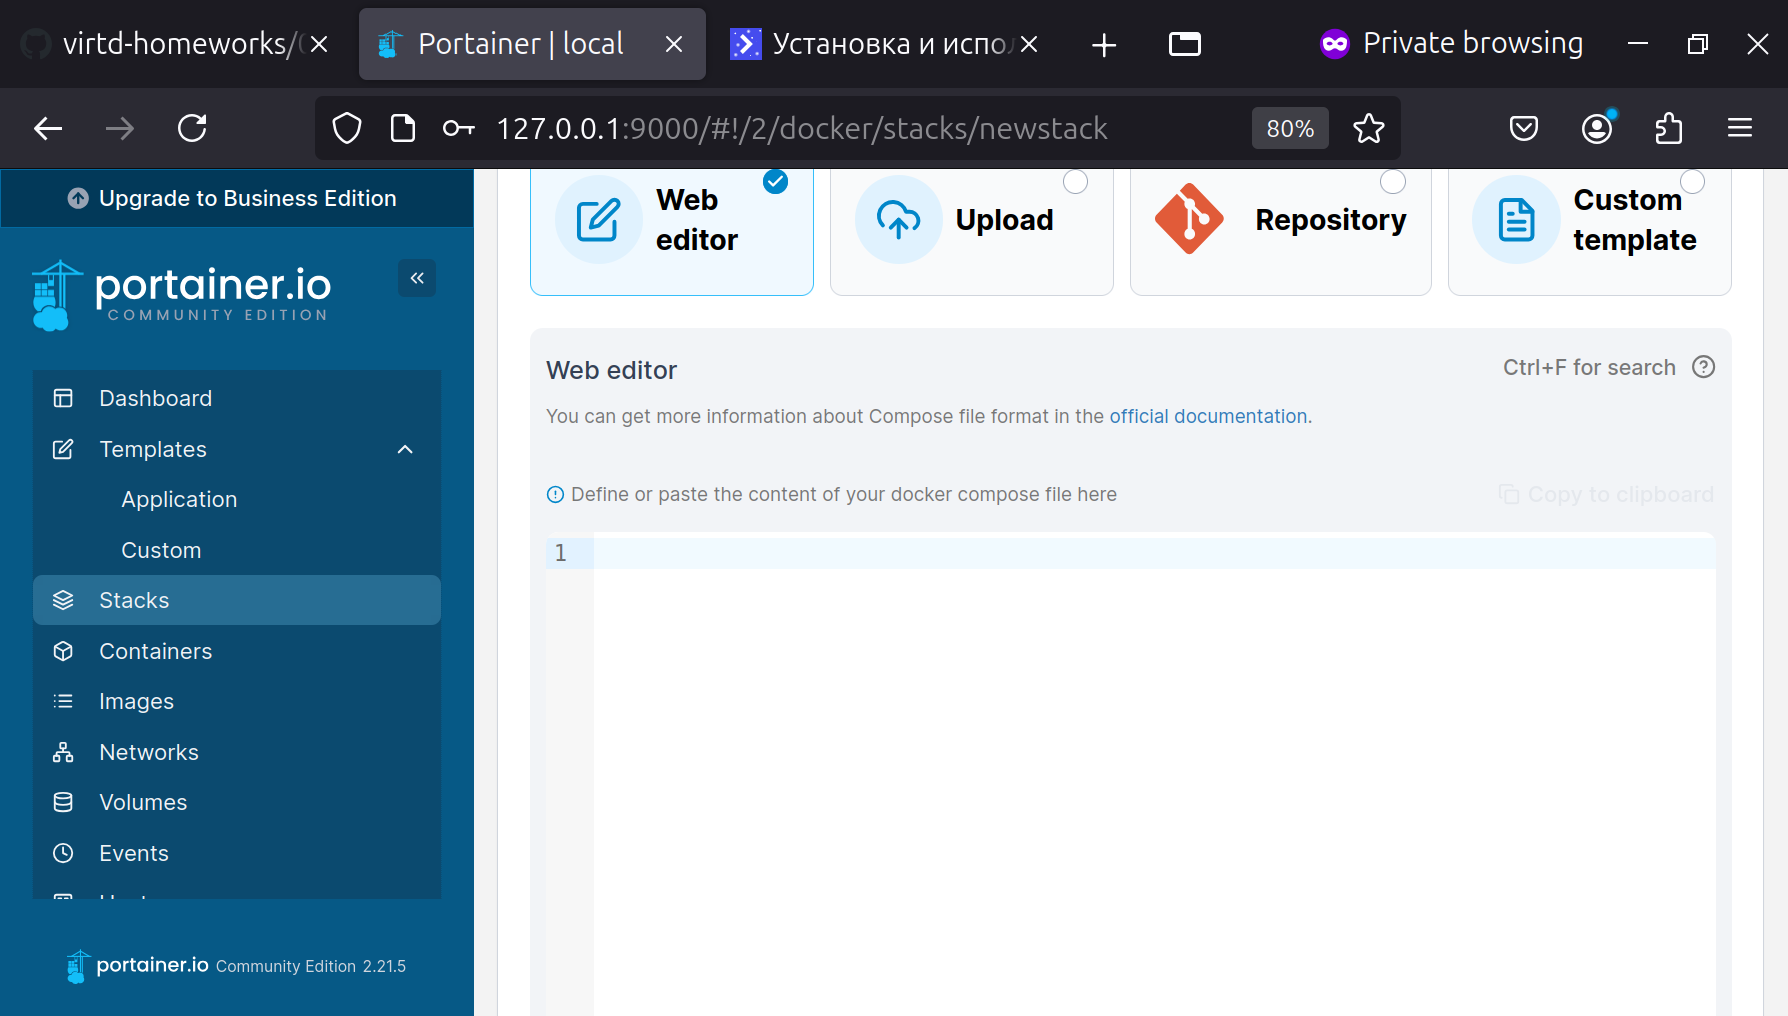 virtd-homeworks/
Portainer | local
Установка и испо
Private browsing
127.0.0.1:9000/#!/2/docker/stacks/newstack
80%
Upgrade to Business Edition
portainer.io
COMMUNITY EDITION
Dashboard
Templates
Application
Custom
Stacks
Containers
Images
Networks
Volumes
Events
portainer.io Community Edition 2.21.5
Web editor
Upload
Repository
Custom template
Web editor
Ctrl+F for search
You can get more information about Compose file format in the official documentation.
Define or paste the content of your docker compose file here
Copy to clipboard
1